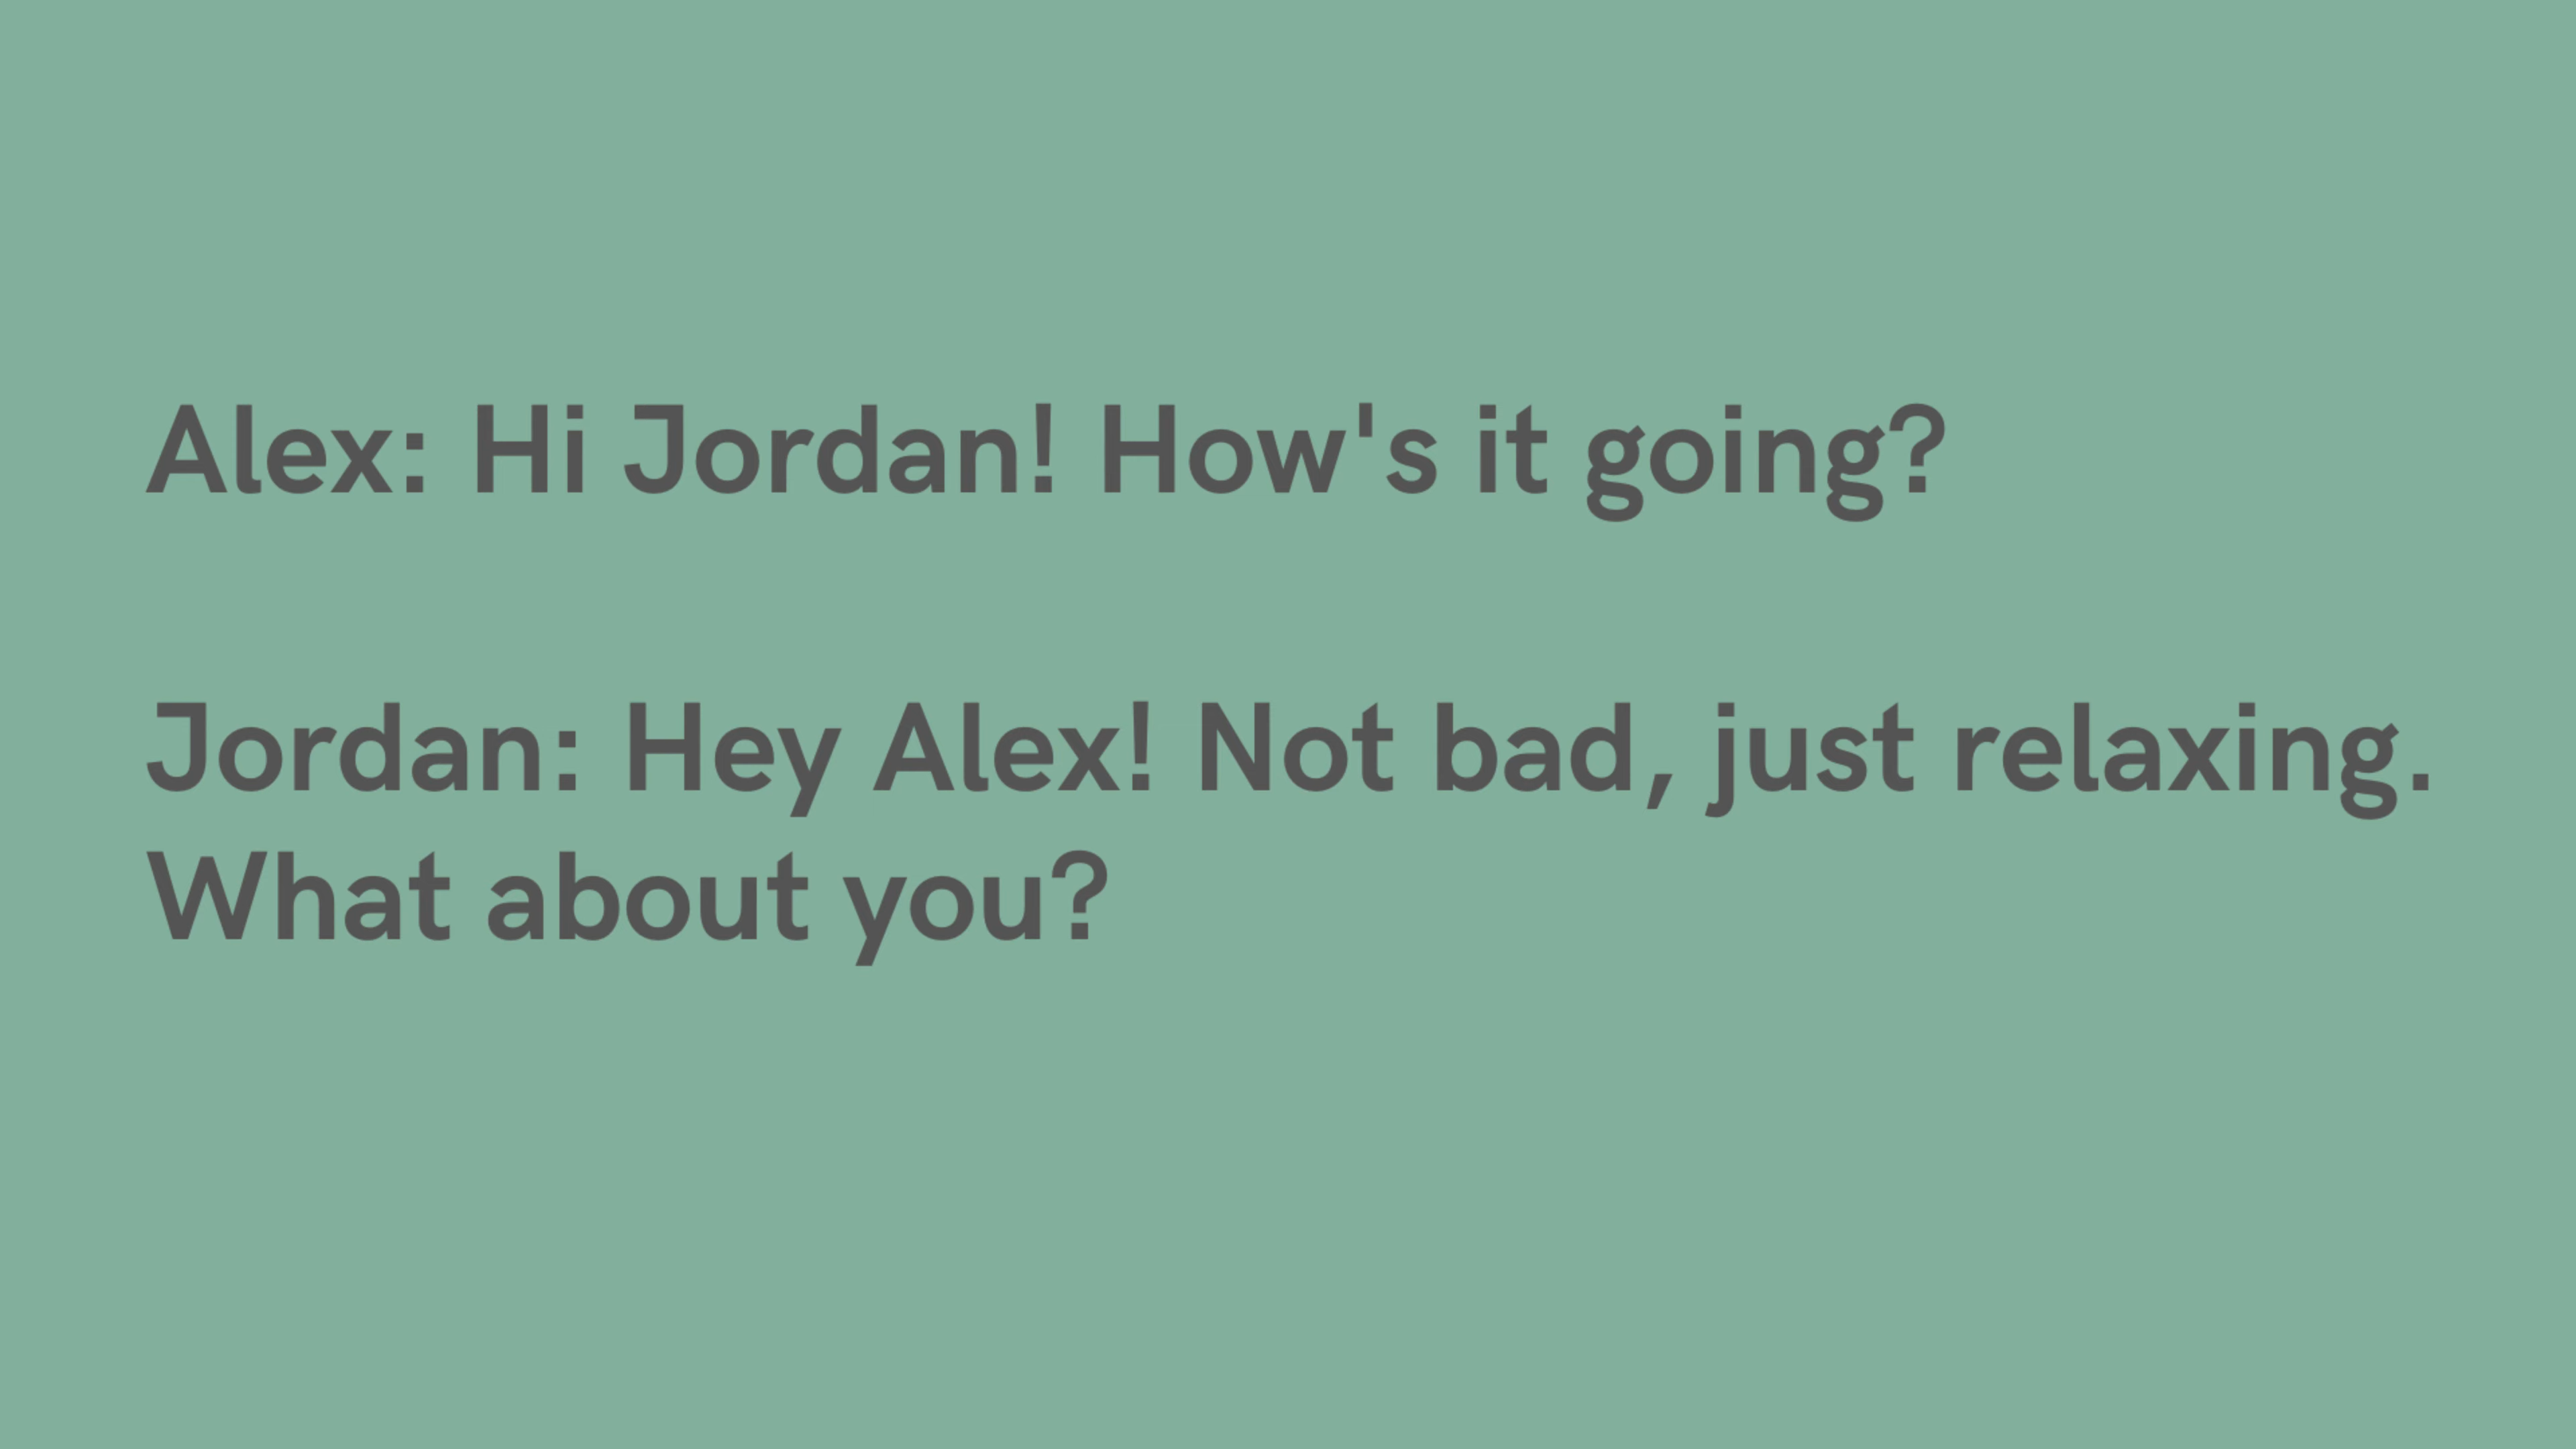 Alex: Hi Jordan! How's it going?
Jordan: Hey Alex! Not bad, just relaxing.
What about you?